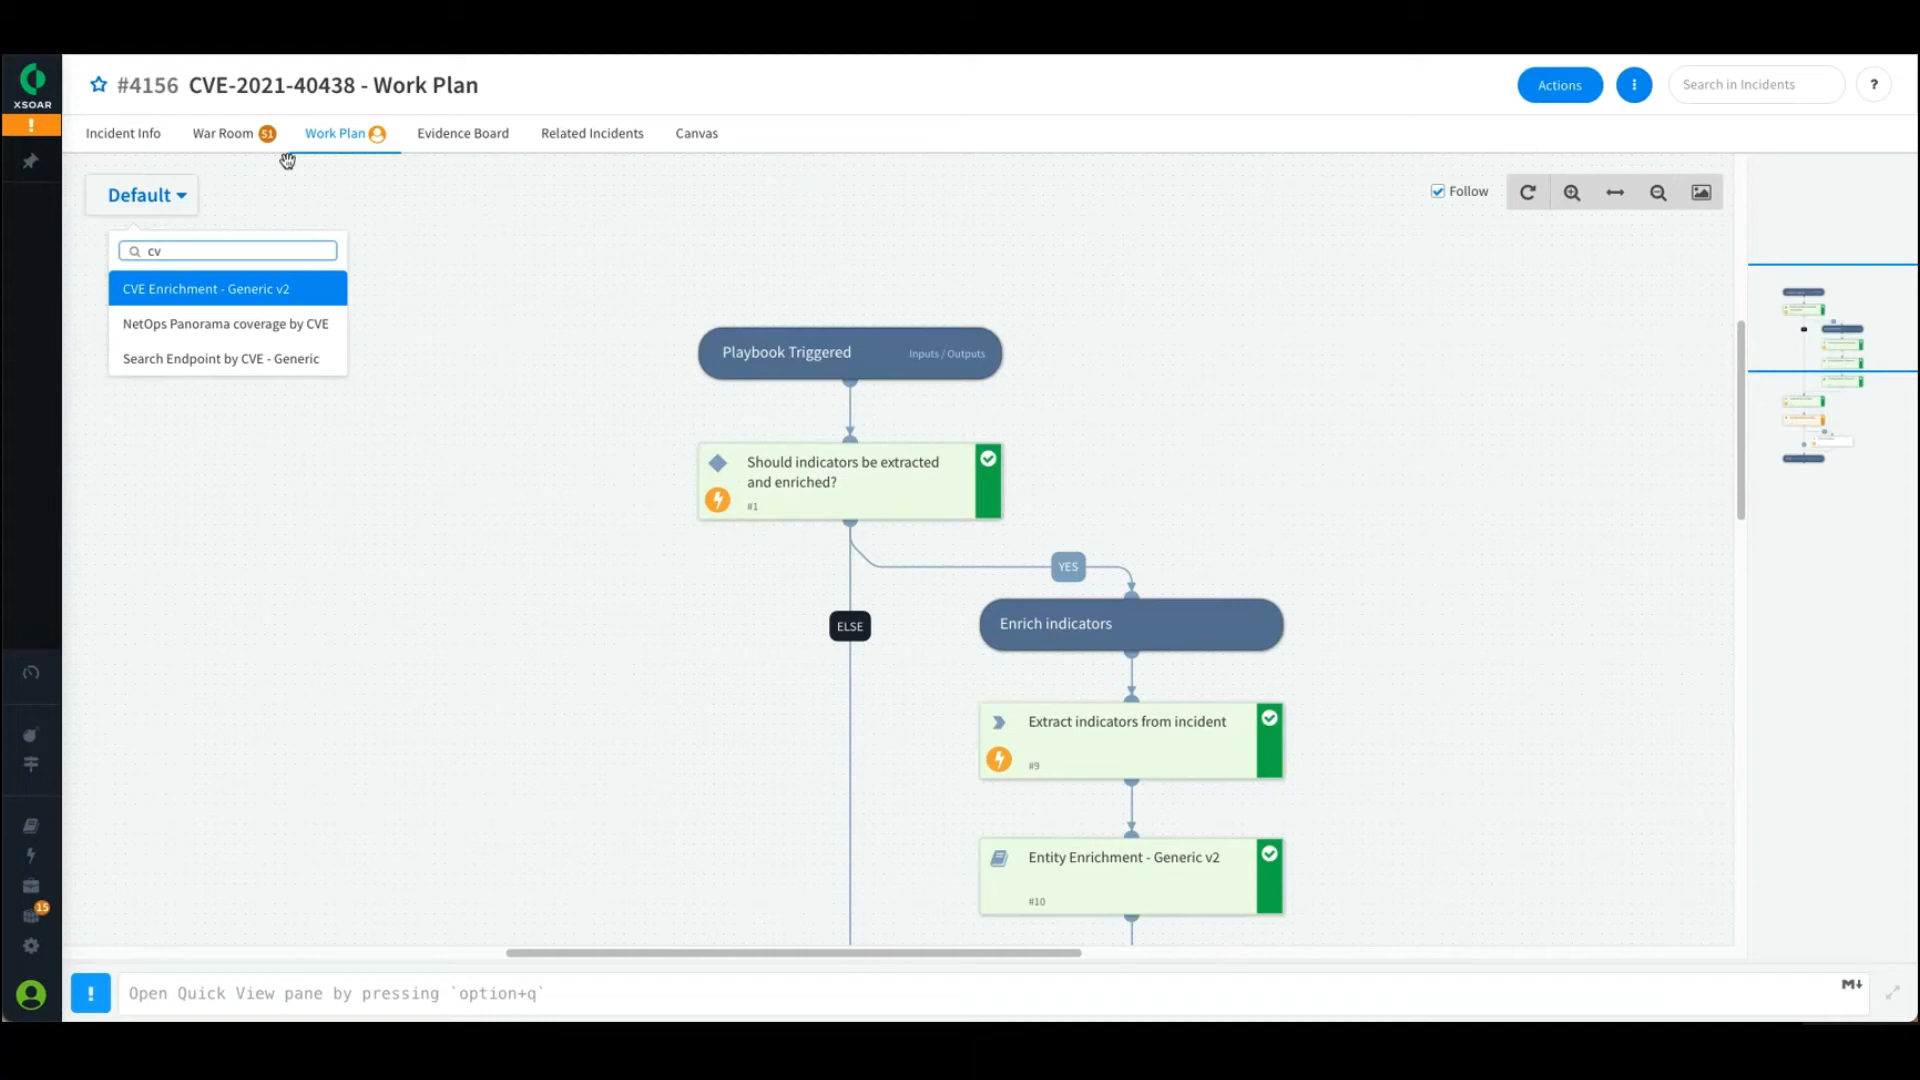 XSOAR
#4156 CVE-2021-40438 - Work Plan
Actions
Search in Incidents
?
Incident Info
War Room 51
Work Plan
Evidence Board
Related Incidents
Canvas
Default
Follow
cv
CVE Enrichment - Generic v2
NetOps Panorama coverage by CVE
Search Endpoint by CVE - Generic
Playbook Triggered
Inputs / Outputs
Should indicators be extracted
and enriched?
#1
YES
ELSE
Enrich indicators
Extract indicators from incident
#9
Entity Enrichment - Generic v2
#10
15
!
Open Quick View pane by pressing `option+q`
M